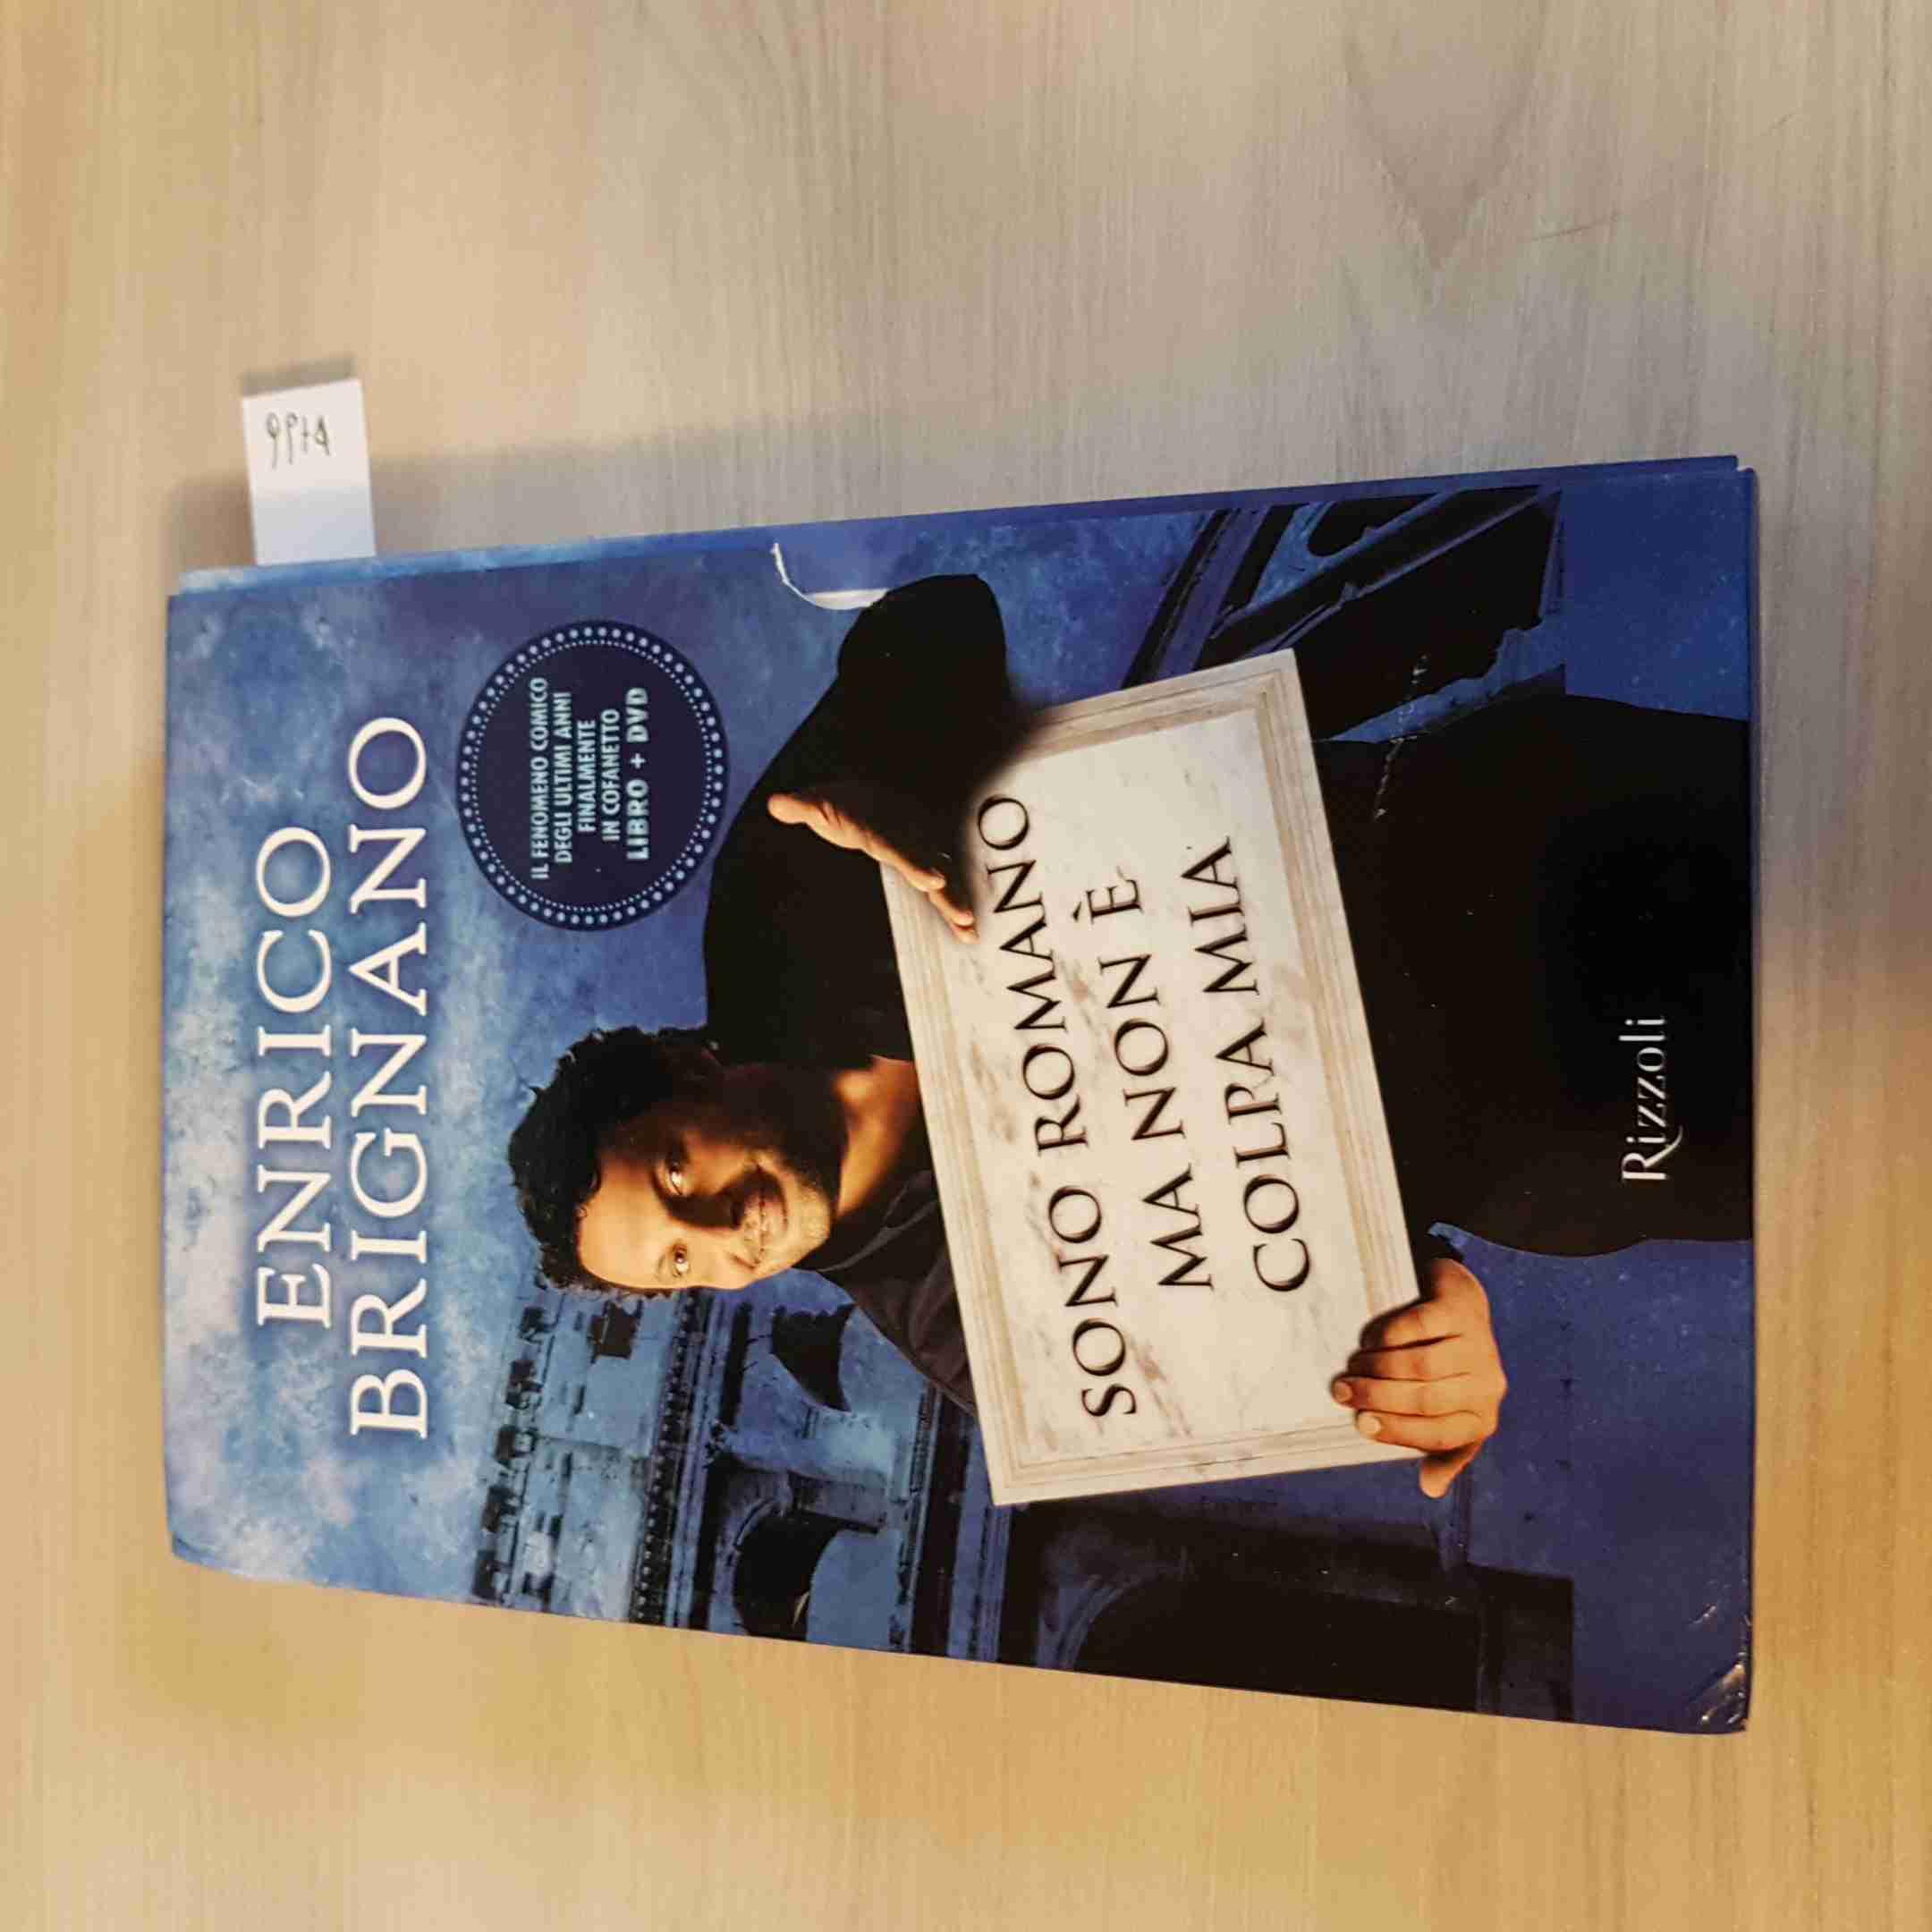 ENRICO
BRIGNANO
IL FENOMENO COMICO
DEGLI ULTIMI ANNI
FINALMENTE
IN COFANETTO
LIBRO + DVD
SONO ROMANO
MA NON È
COLPA MIA
Rizzoli